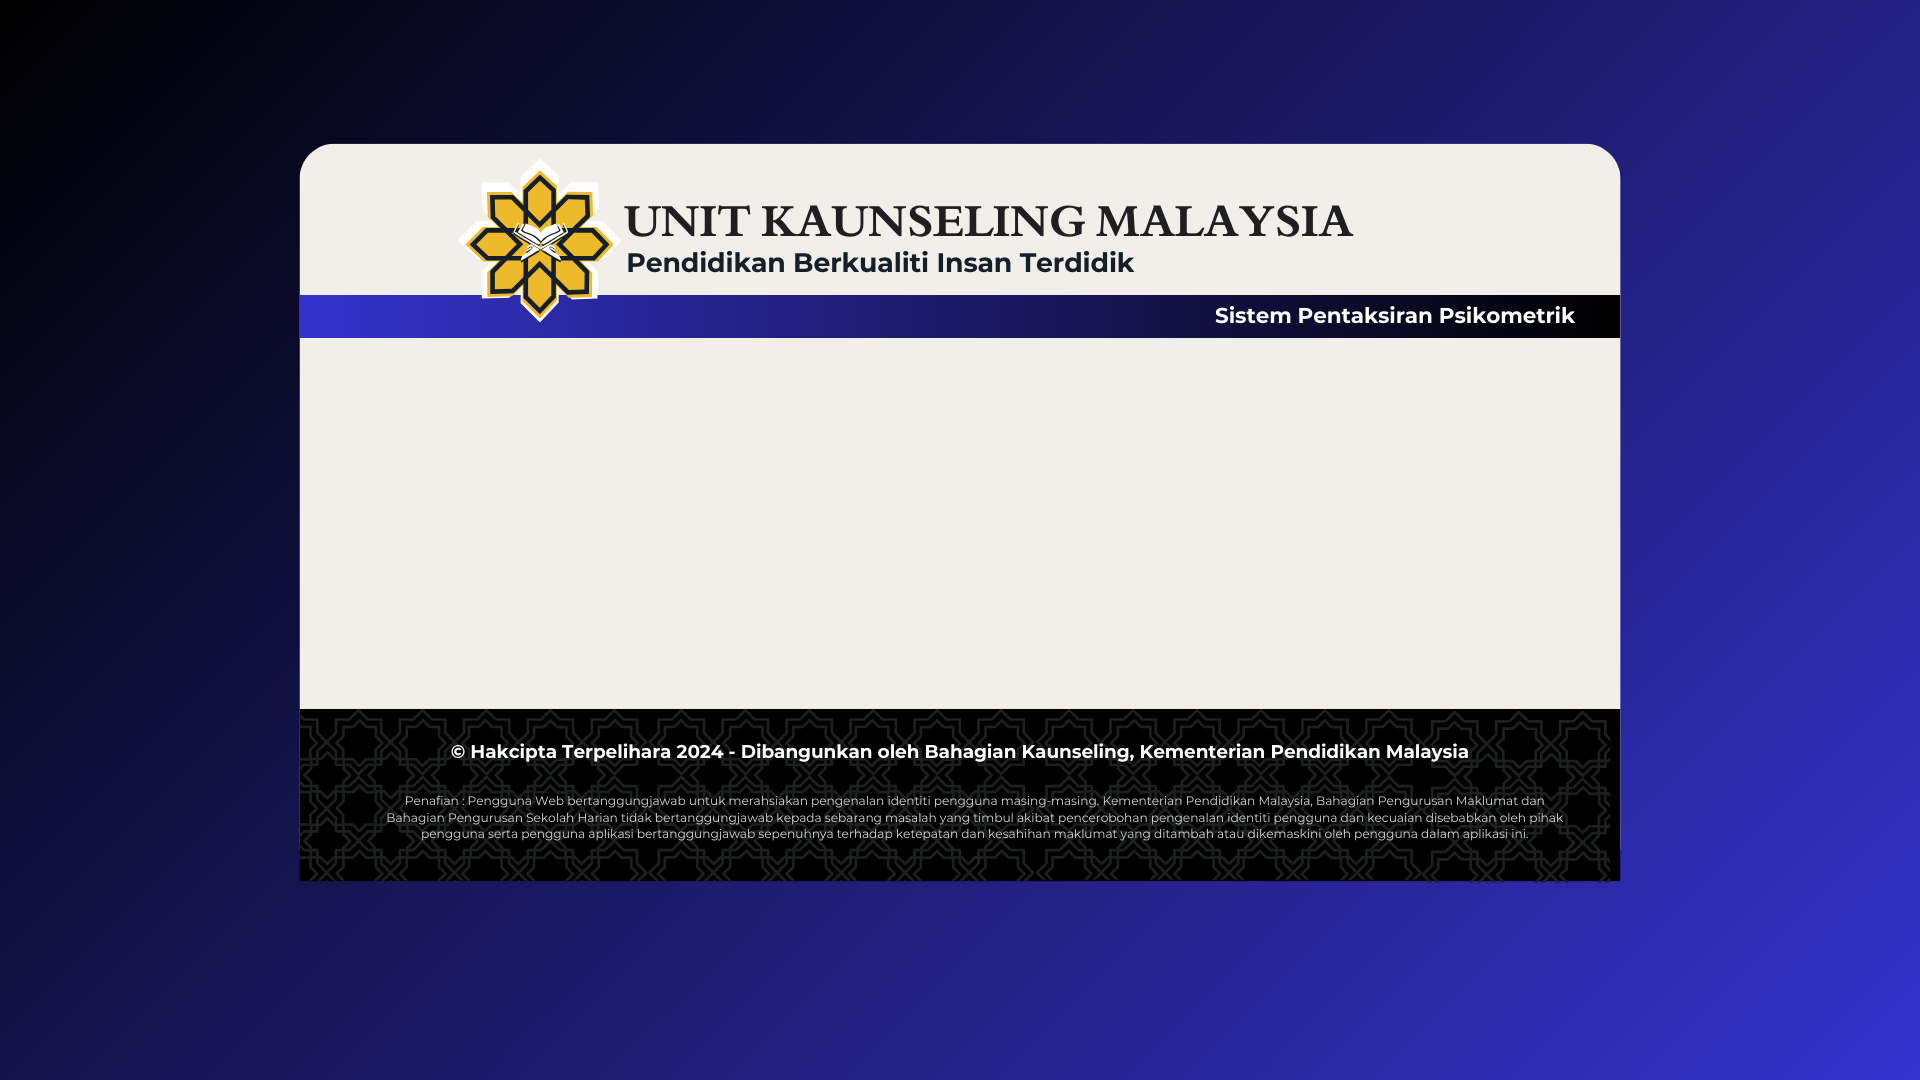 UNIT KAUNSELING MALAYSIA
Pendidikan Berkualiti Insan Terdidik
Sistem Pentaksiran Psikometrik
© Hakcipta Terpelihara 2024 - Dibangunkan oleh Bahagian Kaunseling, Kementerian Pendidikan Malaysia
Penafian : Pengguna Web bertanggungjawab untuk merahsiakan pengenalan identiti pengguna masing-masing. Kementerian Pendidikan Malaysia, Bahagian Pengurusan Maklumat dan
Bahagian Pengurusan Sekolah Harian tidak bertanggungjawab kepada sebarang masalah yang timbul akibat pencerobohan pengenalan identiti pengguna dan kecuaian disebabkan oleh pihak
pengguna serta pengguna aplikasi bertanggungjawab sepenuhnya terhadap ketepatan dan kesahihan maklumat yang ditambah atau dikemaskini oleh pengguna dalam aplikasi ini.